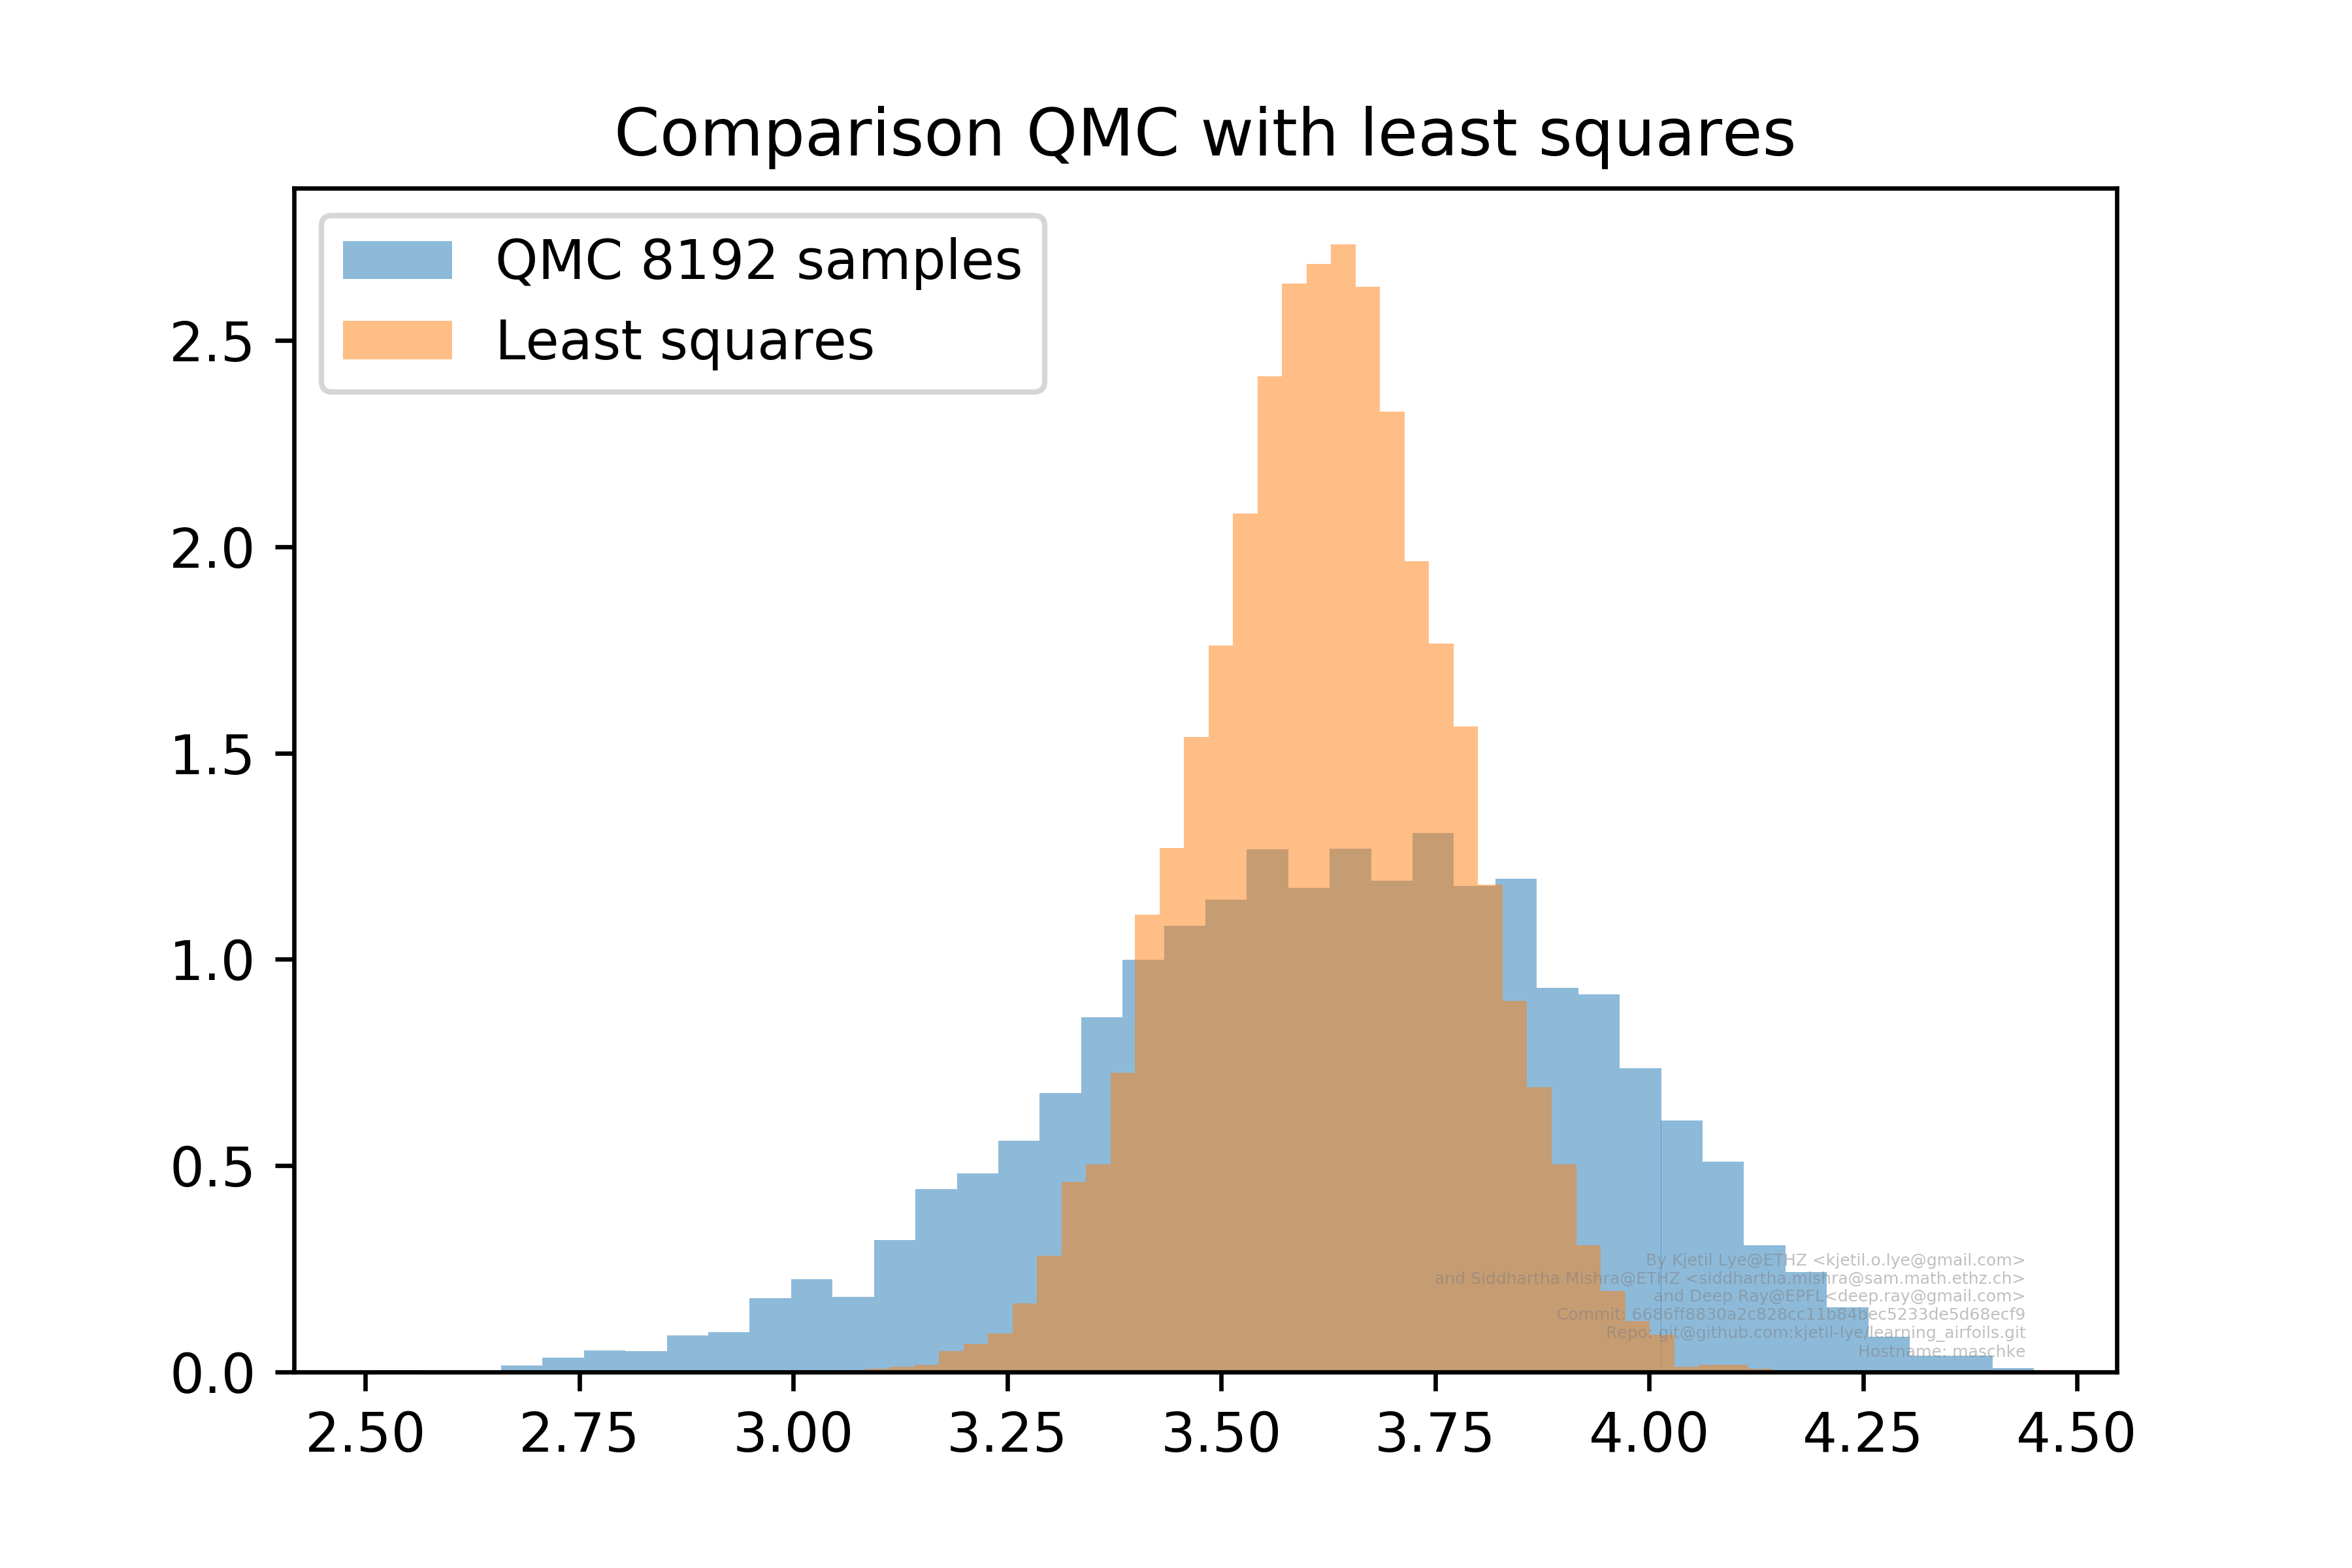 Comparison QMC with least squares
QMC 8192 samples
Least squares
2.5
2.0
1.5
1.0
0.5
0.0
2.50 2.75 3.00 3.25 3.50 3.75 4.00 4.25 4.50
By Kjetil Lye@ETHZ <kjetil.o.lye@gmail.com>
and Siddhartha Mishra@ETHZ <siddhartha.mishra@sam.math.ethz.ch>
and Deep Ray@EPFL<deep.ray@gmail.com>
Commit: 6686ff8830a2c828cc11b84bec5233de5d68ecf9
Repo: git@github.com:kjetil-lye/learning_airfoils.git
Hostname: maschke